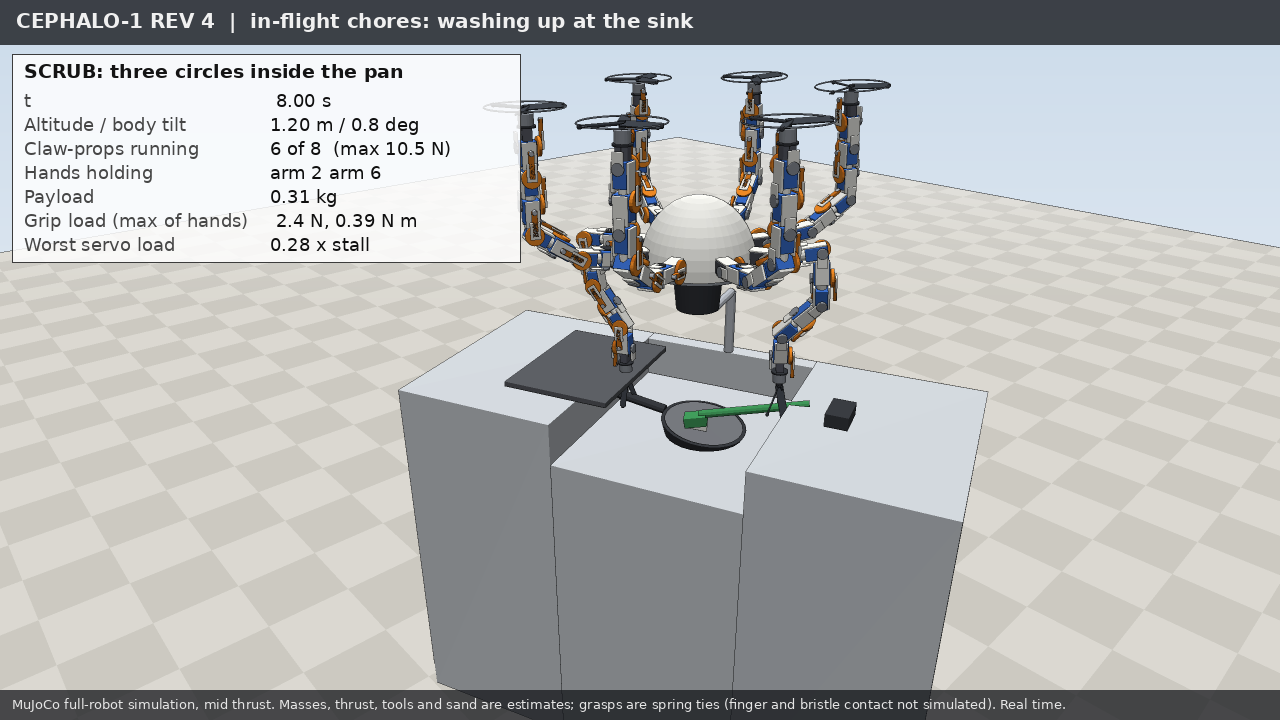 CEPHALO-1 REV 4 | in-flight chores: washing up at the sink
SCRUB: three circles inside the pan
t 8.00 s
Altitude / body tilt 1.20 m / 0.8 deg
Claw-props running 6 of 8 (max 10.5 N)
Hands holding arm 2 arm 6
Payload 0.31 kg
Grip load (max of hands) 2.4 N, 0.39 N m
Worst servo load 0.28 x stall
MuJoCo full-robot simulation, mid thrust. Masses, thrust, tools and sand are estimates; grasps are spring ties (finger and bristle contact not simulated). Real time.